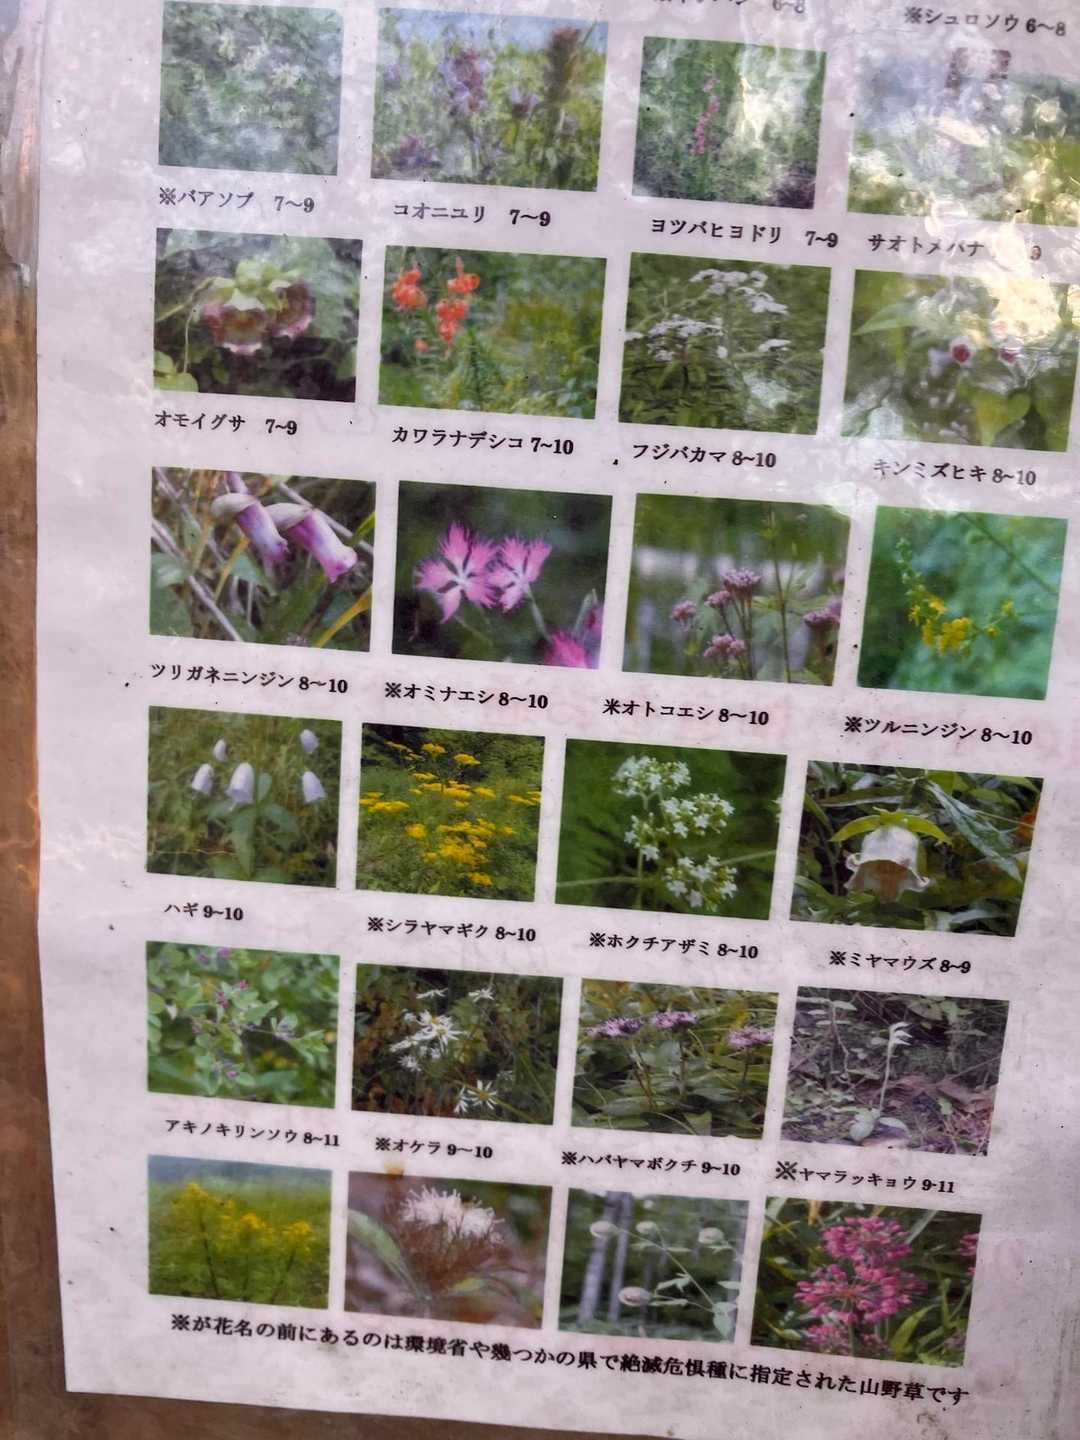 6~8
※シュロソウ 6～8
※バアソブ 7～9
コオニユリ 7～9
ヨツバヒヨドリ 7~9
サオトメバナ 9
オモイグサ 7~9
カワラナデシコ 7~10
フジバカマ 8~10
キンミズヒキ 8~10
ツリガネニンジン 8～10
※オミナエシ 8～10
米オトコエシ 8～10
※ツルニンジン 8～10
ハギ 9~10
※シラヤマギク 8~10
※ホクチアザミ 8~10
※ミヤマウズ 8~9
アキノキリンソウ 8~11
※オケラ 9～10
※ハバヤマボクチ 9~10
※ヤマラッキョウ 9-11
※が花名の前にあるのは環境省や幾つかの県で絶滅危惧種に指定された山野草です